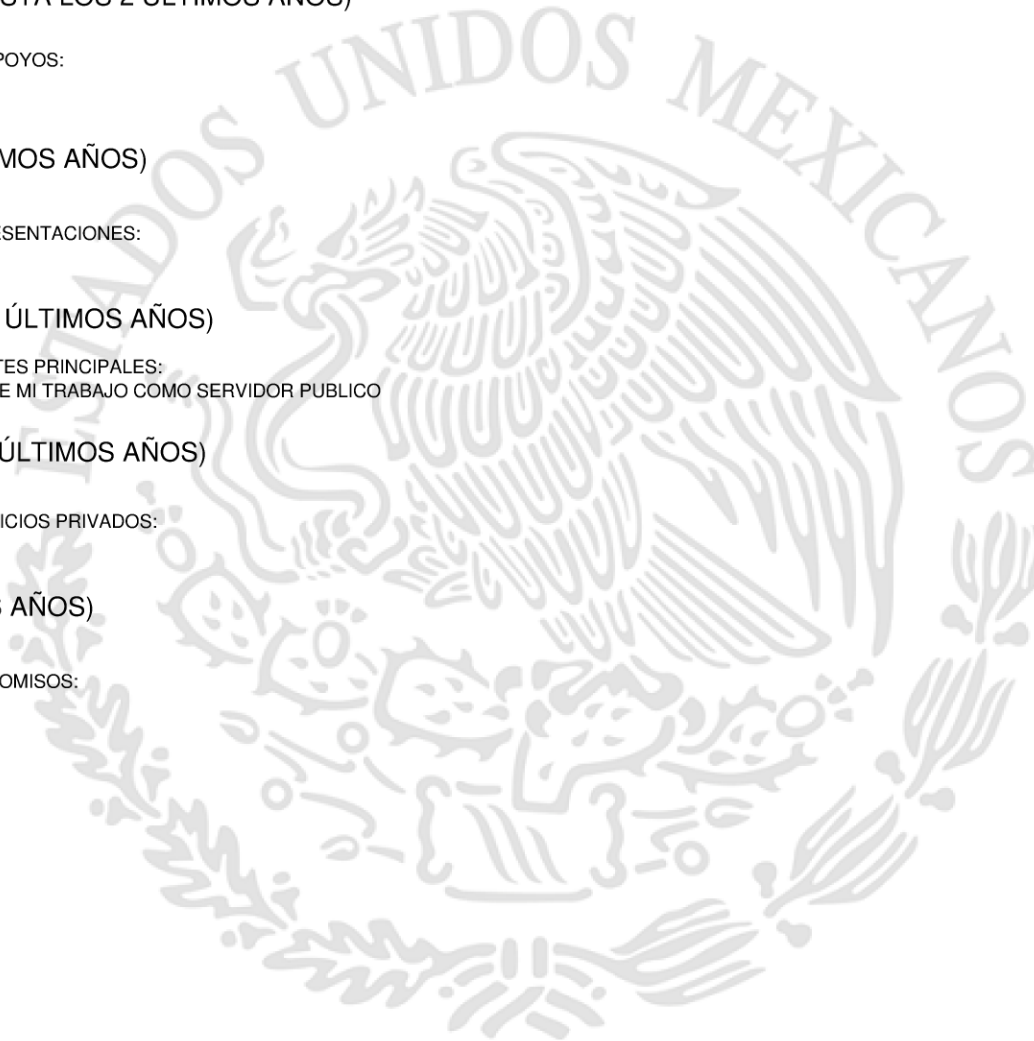 STA LOS 2 ÚLTIMOS AÑOS)
POYOS:
MOS AÑOS)
ESENTACIONES:
ÚLTIMOS AÑOS)
TES PRINCIPALES:
E MI TRABAJO COMO SERVIDOR PUBLICO
ÚLTIMOS AÑOS)
ICIOS PRIVADOS:
S AÑOS)
OMISOS:
ESTADOS UNIDOS MEXICANOS